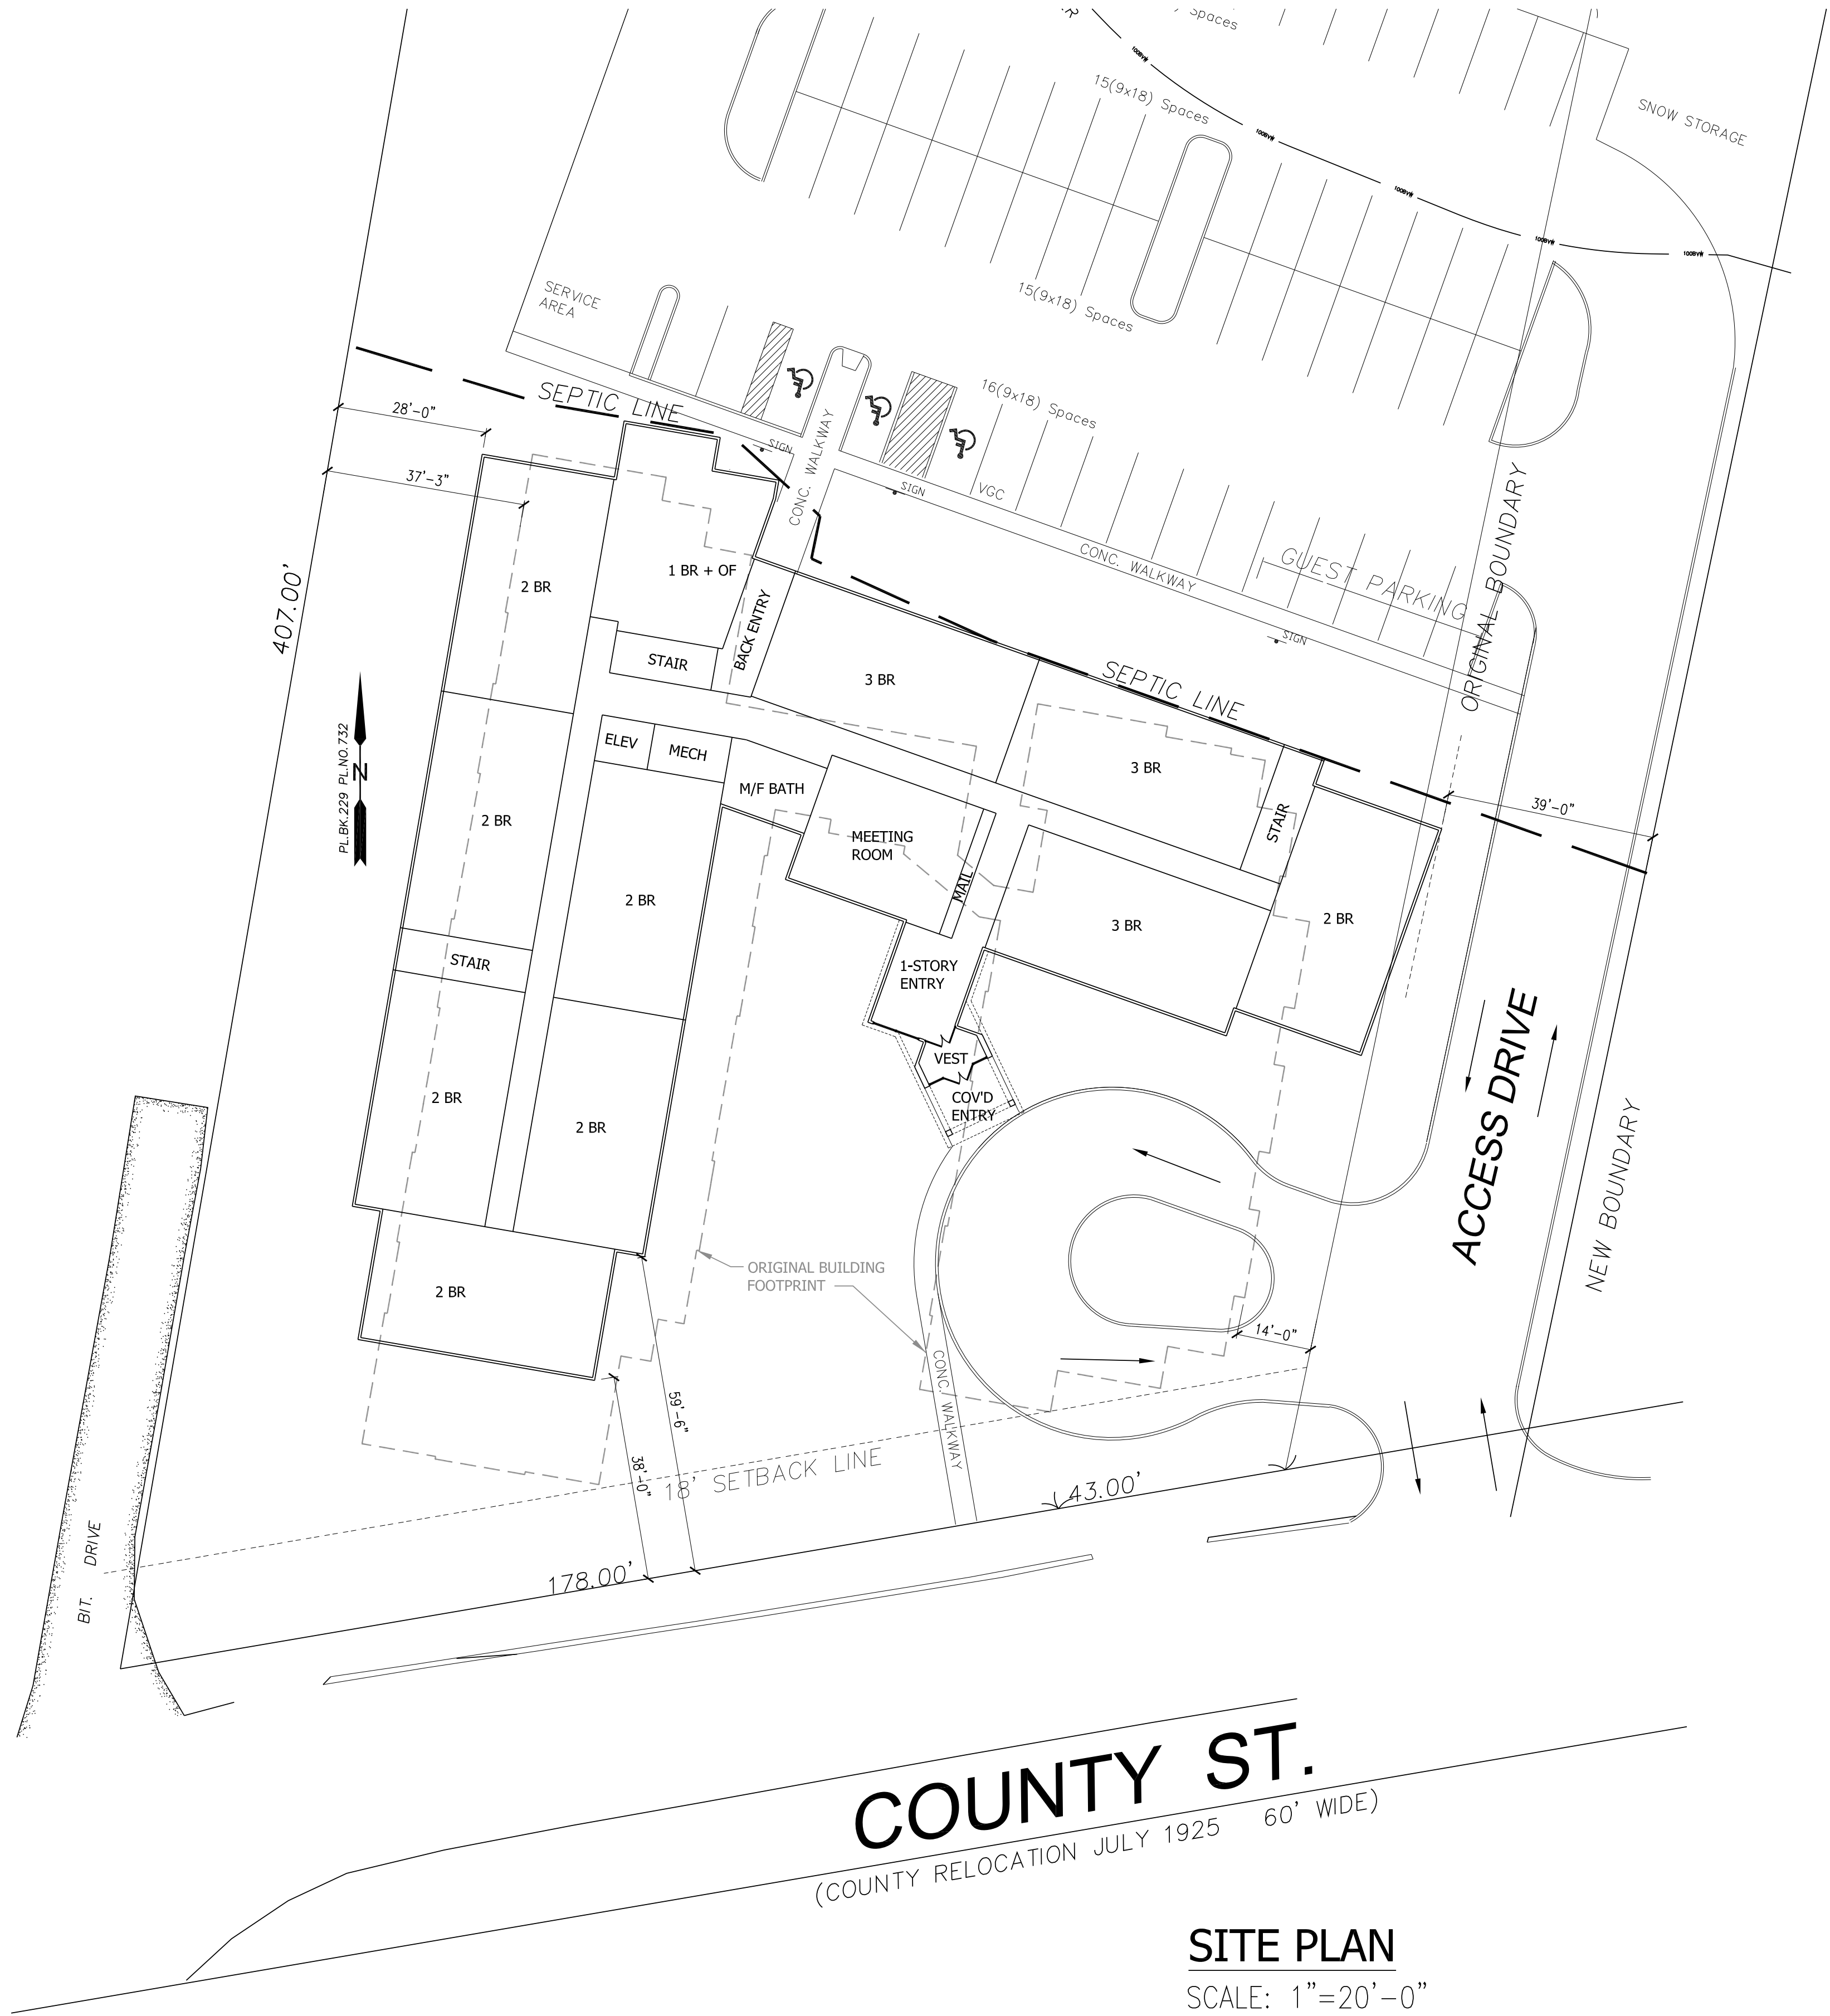 Spaces
15(9x18) Spaces
SNOW STORAGE
100BVW
100BVW
100BVW
100BVW
100BVW
15(9x18) Spaces
SERVICE
AREA
16(9x18) Spaces
SEPTIC LINE
28'-0"
SIGN
CONC. WALKWAY
37'-3"
SIGN
VGC
CONC. WALKWAY
GUEST PARKING
ORIGINAL BOUNDARY
407.00'
2 BR
1 BR + OF
BACK ENTRY
STAIR
SIGN
3 BR
SEPTIC LINE
PL.BK.229 PL.NO.732
N
ELEV
MECH
M/F BATH
3 BR
39'-0"
2 BR
MEETING
ROOM
STAIR
MAIL
2 BR
3 BR
2 BR
STAIR
1-STORY
ENTRY
VEST
COV'D
ENTRY
ACCESS DRIVE
NEW BOUNDARY
2 BR
2 BR
ORIGINAL BUILDING
FOOTPRINT
2 BR
14'-0"
CONC. WALKWAY
59'-6"
38'-0"
18' SETBACK LINE
43.00'
BIT. DRIVE
178.00'
COUNTY ST.
(COUNTY RELOCATION JULY 1925 60' WIDE)
SITE PLAN
SCALE: 1"=20'-0"